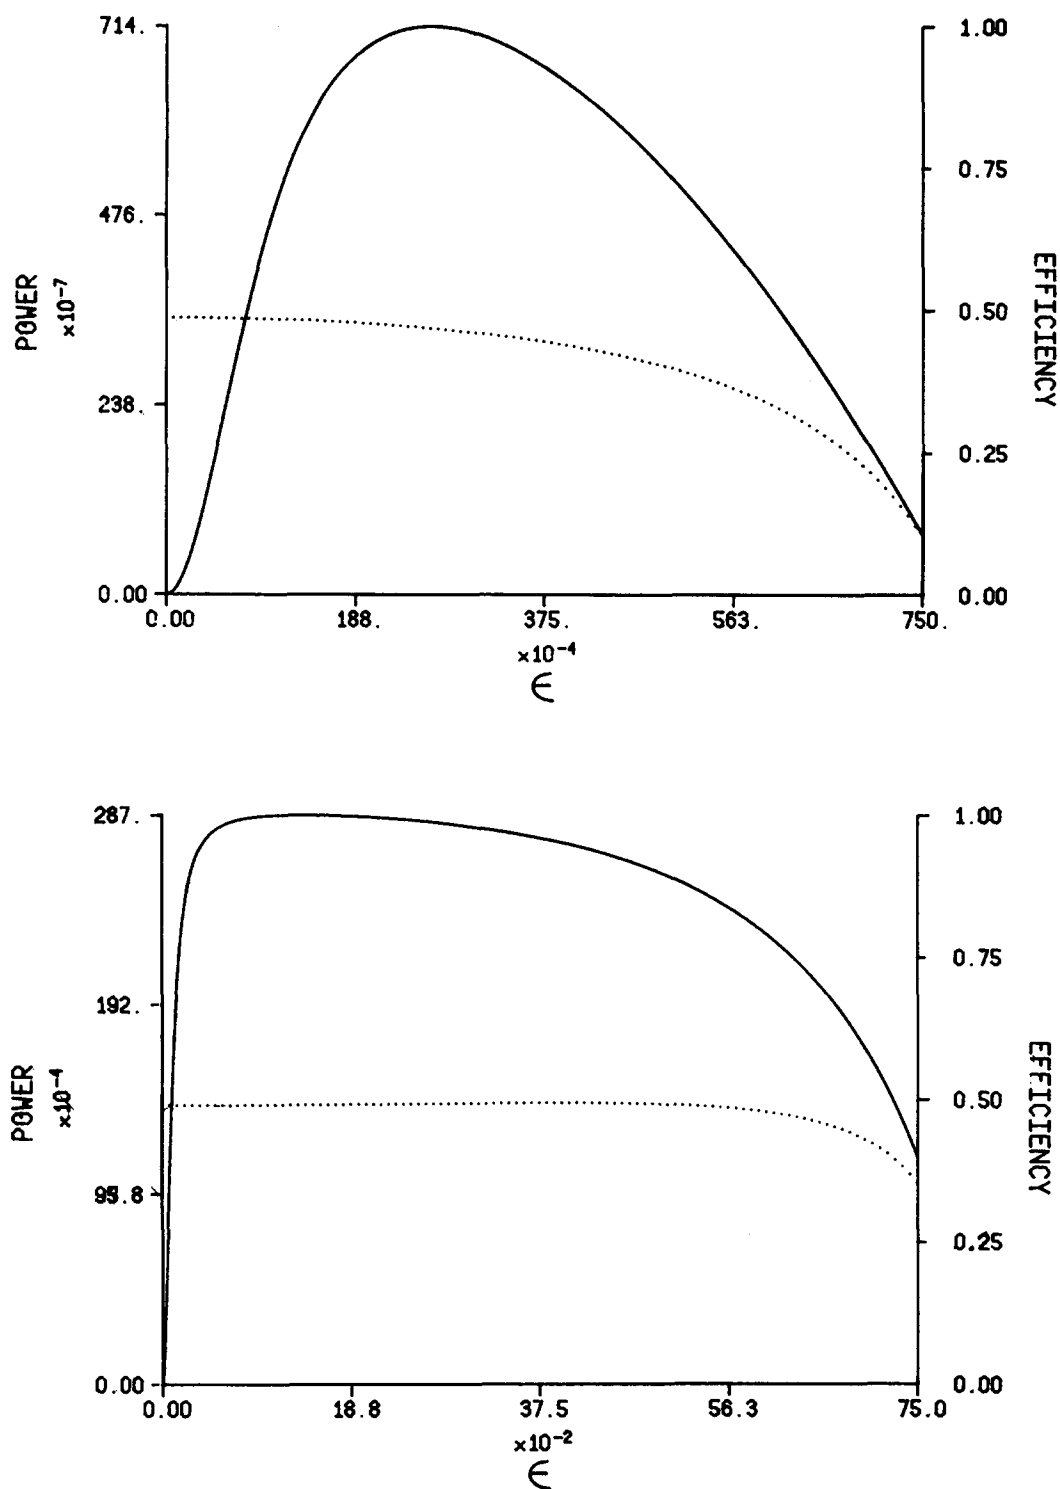 714.
476.
238.
0.00
POWER
×10⁻⁷
1.00
0.75
0.50
0.25
0.00
EFFICIENCY
0.00 188. 375. 563. 750.
×10⁻⁴
ϵ
287.
192.
95.8
0.00
POWER
×10⁻⁴
1.00
0.75
0.50
0.25
0.00
EFFICIENCY
0.00 18.8 37.5 56.3 75.0
×10⁻²
ϵ